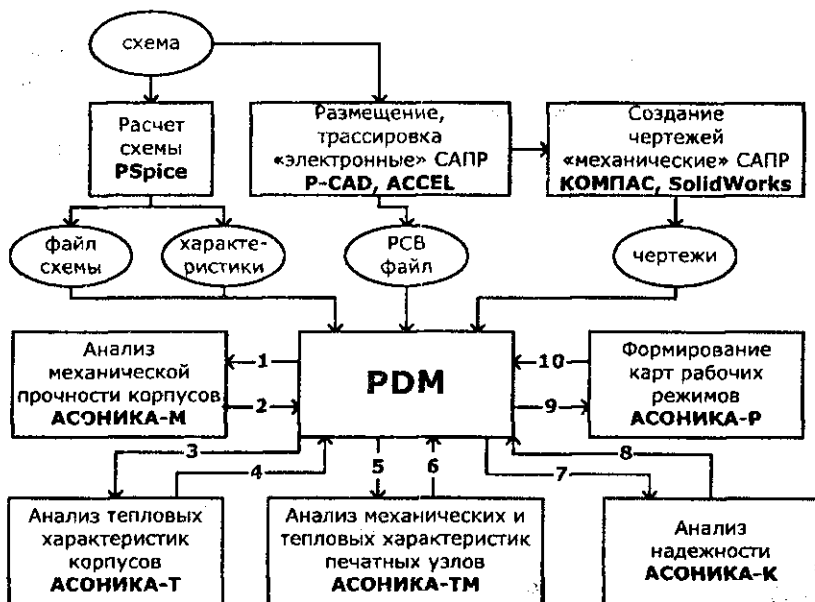 схема
Расчет
схемы
PSpice
Размещение,
трассировка
«электронные» САПР
P-CAD, ACCEL
Создание
чертежей
«механические» САПР
КОМПАС, SolidWorks
файл
схемы
характе-
ристики
PCB
файл
чертежи
Анализ
механической
прочности корпусов
АСОНИКА-М
1
2
PDM
10
9
Формирование
карт рабочих
режимов
АСОНИКА-Р
3
4
5
6
7
8
Анализ тепловых
характеристик
корпусов
АСОНИКА-Т
Анализ механических и
тепловых характеристик
печатных узлов
АСОНИКА-ТМ
Анализ
надежности
АСОНИКА-К